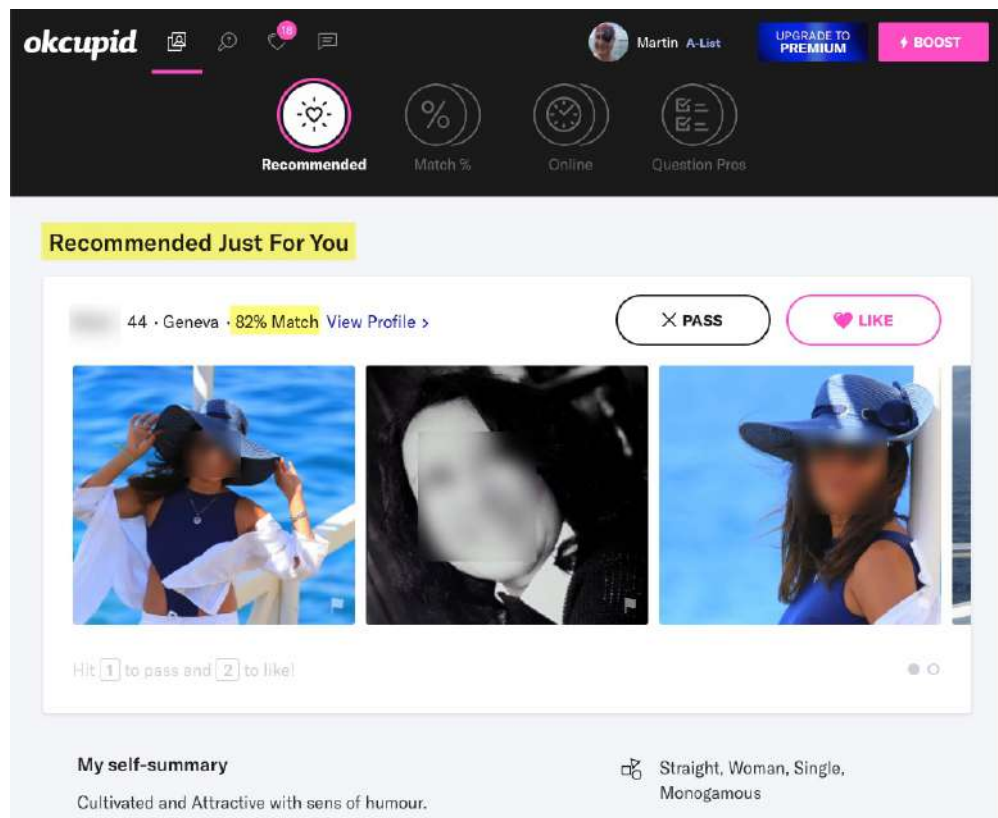 okcupid
18
Martin A-List
UPGRADE TO
PREMIUM
BOOST
Recommended
Match %
Online
Question Pros
Recommended Just For You
44 · Geneva · 82% Match View Profile >
PASS
LIKE
Hit 1 to pass and 2 to like!
My self-summary
Cultivated and Attractive with sens of humour.
Straight, Woman, Single,
Monogamous